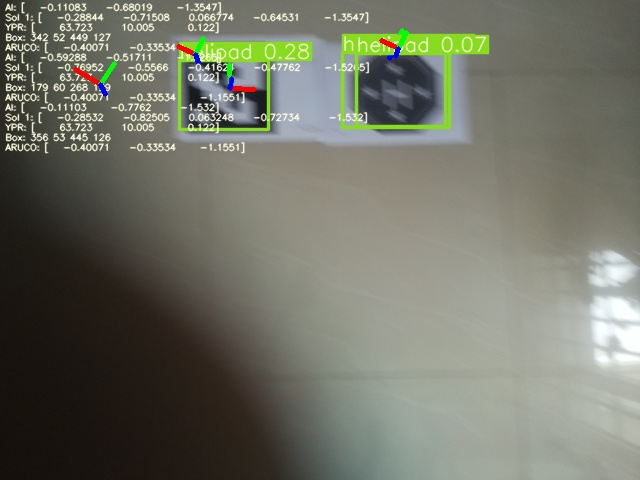 AI: [ -0.11083 -0.68019 -1.3547]
Sol 1: [ -0.28844 -0.71508 0.066774 -0.64531 -1.3547]
YPR: [ 63.723 10.005 0.122]
Box: 342 52 449 127
ARUCO: [ -0.40071 -0.33534
helipad 0.28
hhelipad 0.07
AI: [ -0.59288 -0.51711
Sol 1: [ -0.76952 -0.5566 -0.47762
YPR: [ 10.005 0.122]
Box: 179 60 268
ARUCO: [ -0.40071 -0.33534 -1.1551]
AI: [ -0.11103 -0.7762 -1.532]
Sol 1: [ -0.28532 -0.82505 0.063248 -0.72734 -1.532]
YPR: [ 63.723 10.005 0.122]
Box: 356 53 445 126
ARUCO: [ -0.40071 -0.33534 -1.1551]